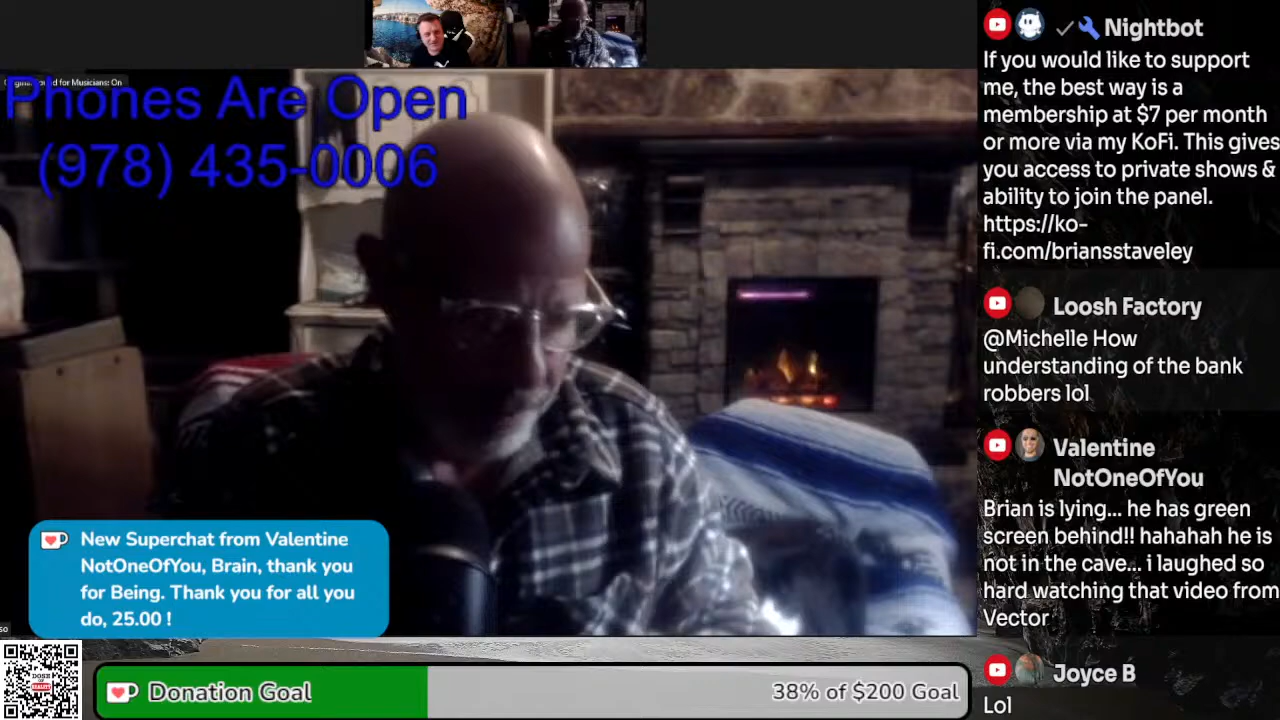 Original Sound for Musicians: On
Phones Are Open
(978) 435-0006
New Superchat from Valentine
NotOneOfYou, Brain, thank you
for Being. Thank you for all you
do, 25.00 !
Donation Goal
38% of $200 Goal
Nightbot
If you would like to support
me, the best way is a
membership at $7 per month
or more via my KoFi. This gives
you access to private shows &
ability to join the panel.
https://ko-
fi.com/briansstaveley
Loosh Factory
@Michelle How
understanding of the bank
robbers lol
Valentine
NotOneOfYou
Brian is lying... he has green
screen behind!! hahahah he is
not in the cave... i laughed so
hard watching that video from
Vector
Joyce B
Lol